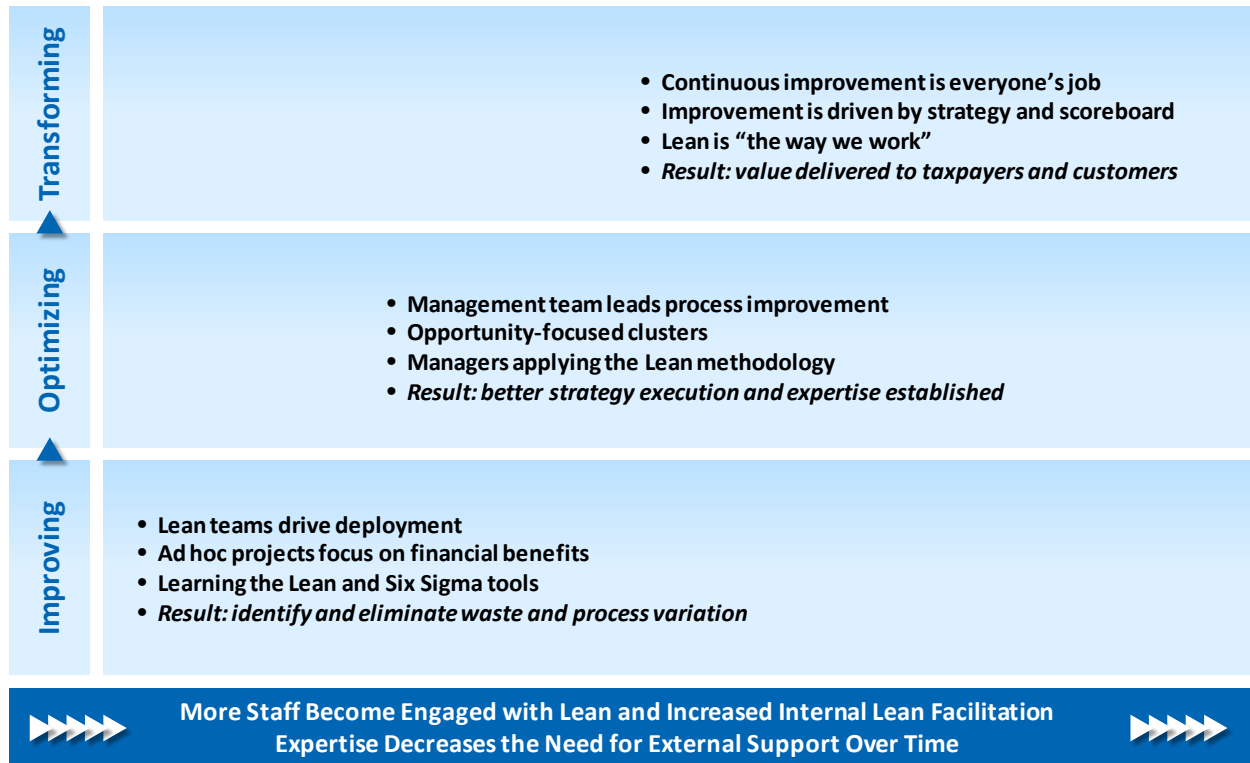 Transforming
• Continuous improvement is everyone's job
• Improvement is driven by strategy and scoreboard
• Lean is “the way we work”
• Result: value delivered to taxpayers and customers
Optimizing
• Management team leads process improvement
• Opportunity-focused clusters
• Managers applying the Lean methodology
• Result: better strategy execution and expertise established
Improving
• Lean teams drive deployment
• Ad hoc projects focus on financial benefits
• Learning the Lean and Six Sigma tools
• Result: identify and eliminate waste and process variation
More Staff Become Engaged with Lean and Increased Internal Lean Facilitation
Expertise Decreases the Need for External Support Over Time